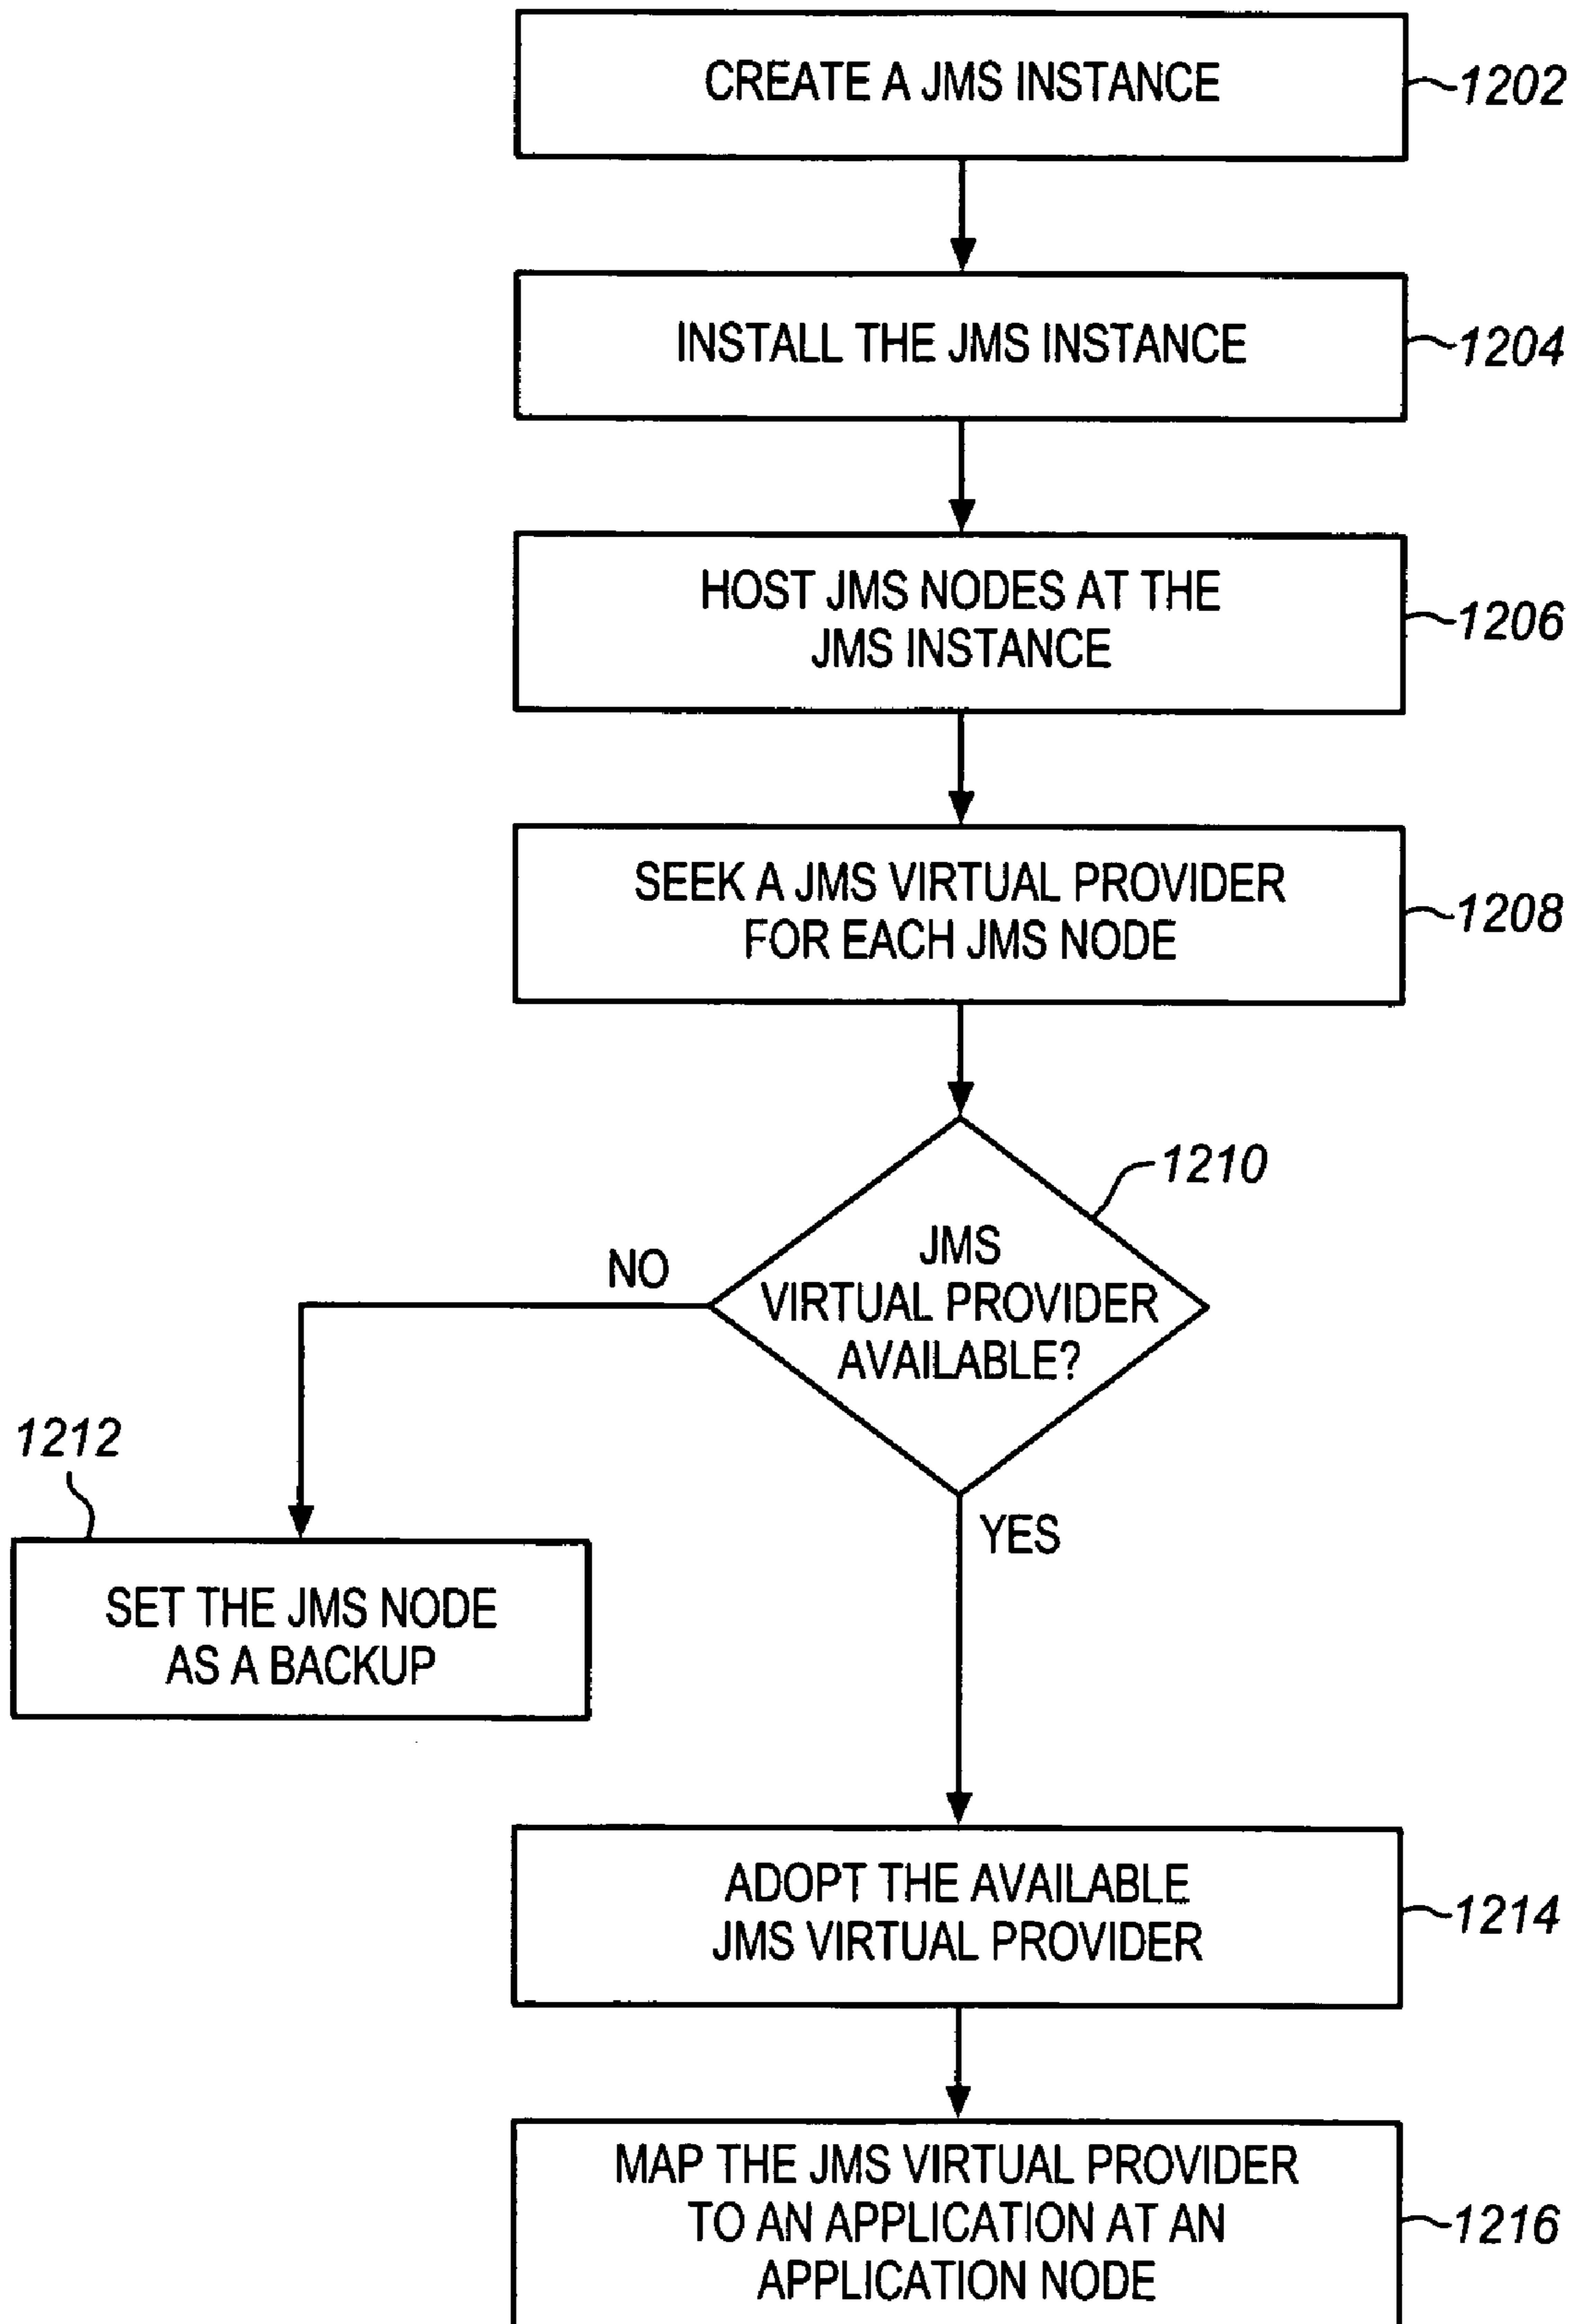 CREATE A JMS INSTANCE
1202
INSTALL THE JMS INSTANCE
1204
HOST JMS NODES AT THE
JMS INSTANCE
1206
SEEK A JMS VIRTUAL PROVIDER
FOR EACH JMS NODE
1208
1210
JMS
VIRTUAL PROVIDER
AVAILABLE?
NO
YES
1212
SET THE JMS NODE
AS A BACKUP
ADOPT THE AVAILABLE
JMS VIRTUAL PROVIDER
1214
MAP THE JMS VIRTUAL PROVIDER
TO AN APPLICATION AT AN
APPLICATION NODE
1216